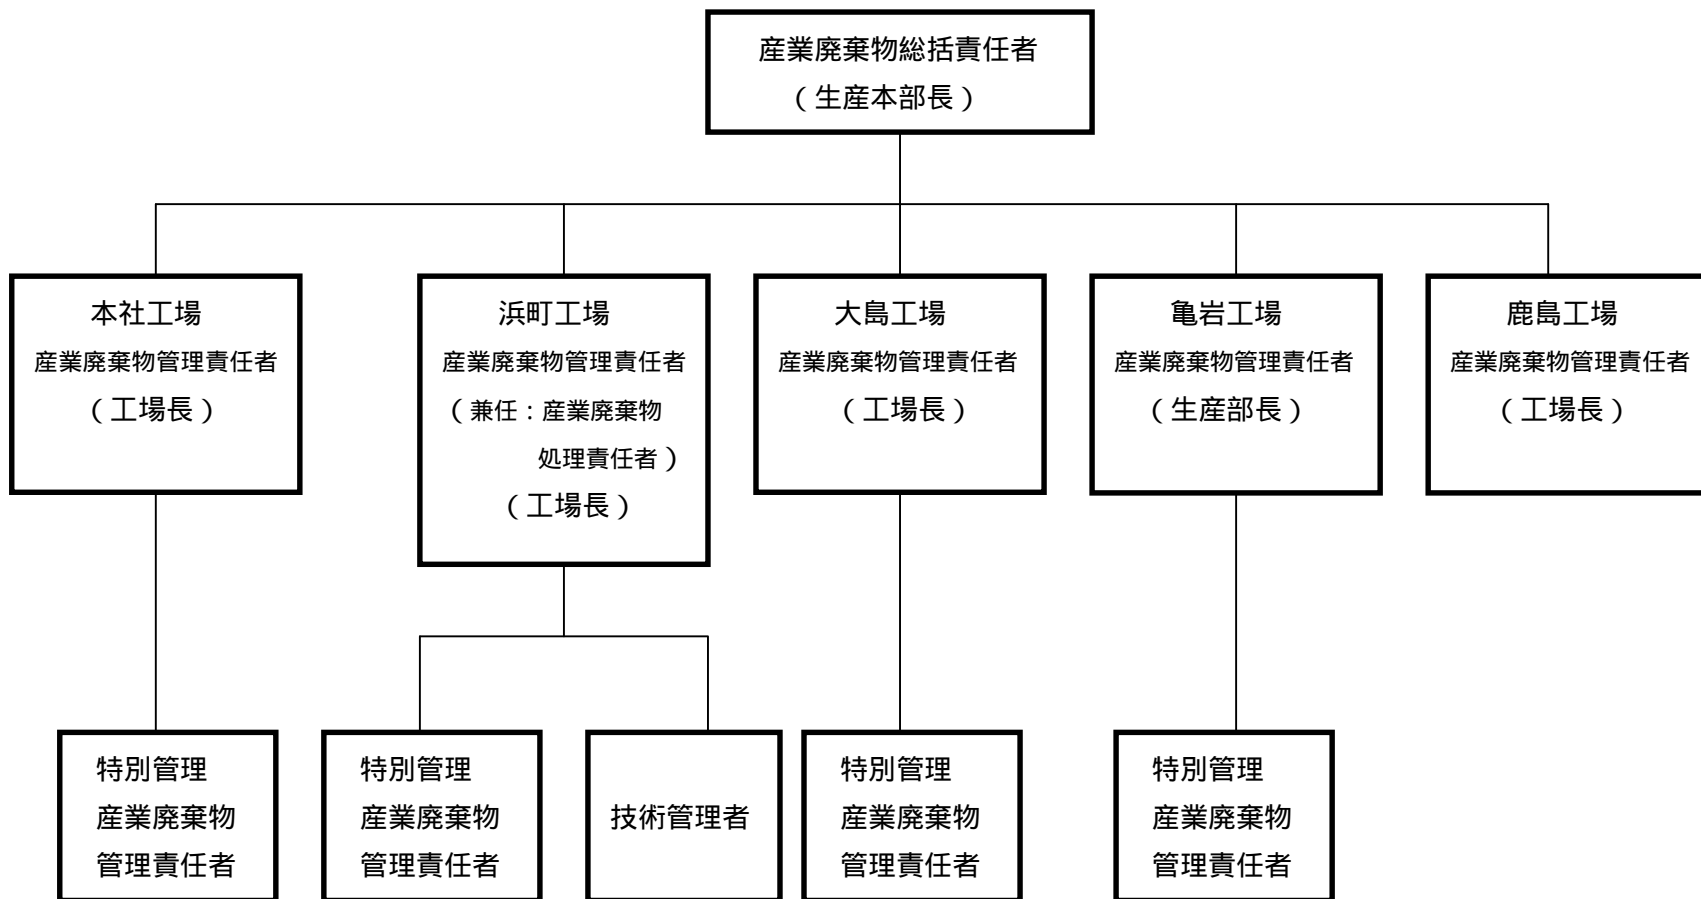 産業廃棄物総括責任者
（生産本部長）
本社工場
産業廃棄物管理責任者
（工場長）
浜町工場
産業廃棄物管理責任者
（兼任：産業廃棄物
処理責任者）
（工場長）
大島工場
産業廃棄物管理責任者
（工場長）
亀岩工場
産業廃棄物管理責任者
（生産部長）
鹿島工場
産業廃棄物管理責任者
（工場長）
特別管理
産業廃棄物
管理責任者
特別管理
産業廃棄物
管理責任者
技術管理者
特別管理
産業廃棄物
管理責任者
特別管理
産業廃棄物
管理責任者